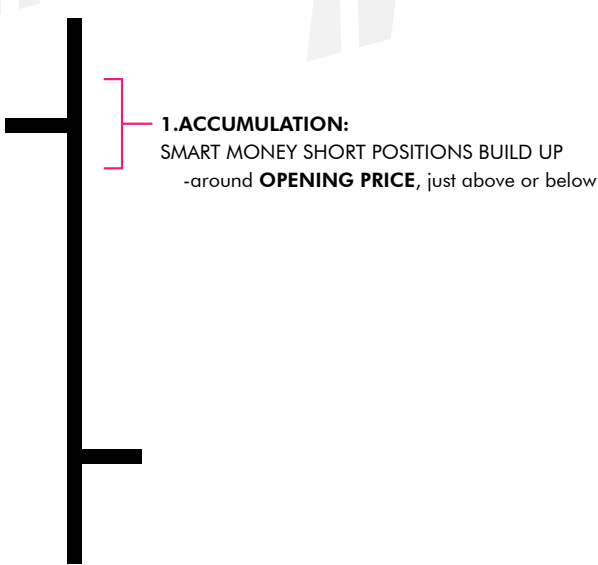 1.ACCUMULATION:
SMART MONEY SHORT POSITIONS BUILD UP
-around OPENING PRICE, just above or below